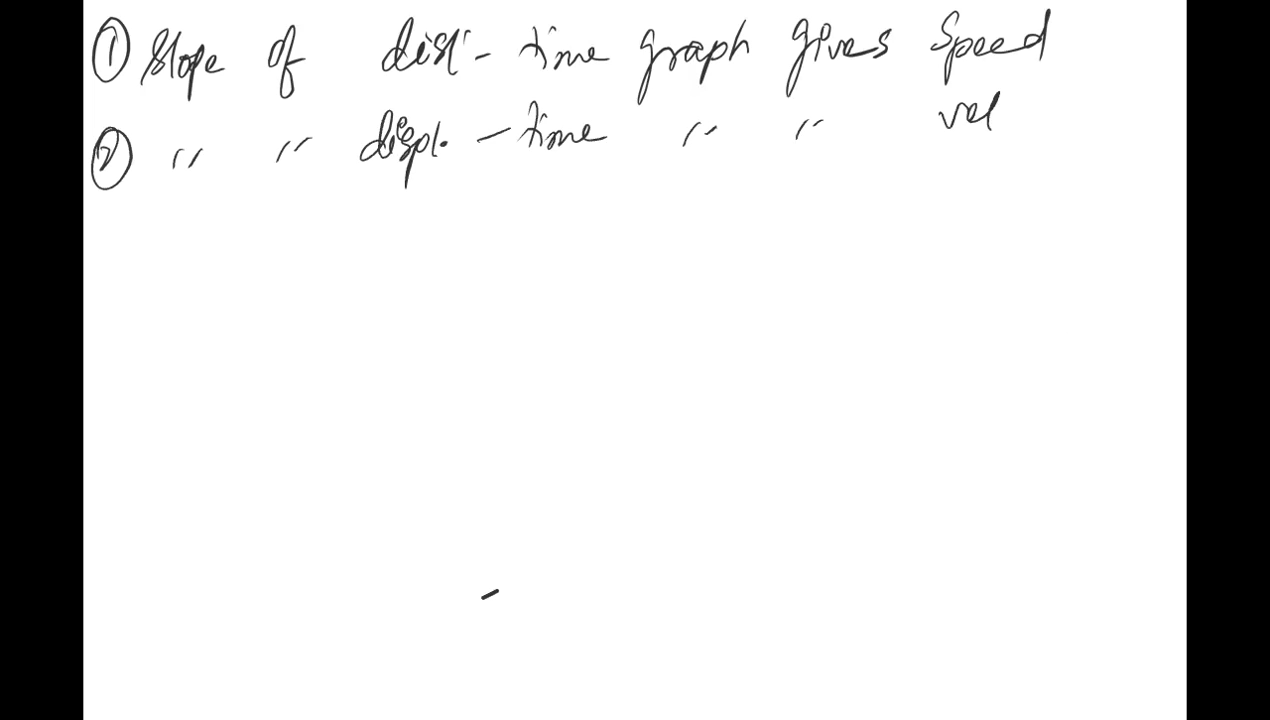 ① Slope of dist - time graph gives Speed
② " " displ. - time " " vel